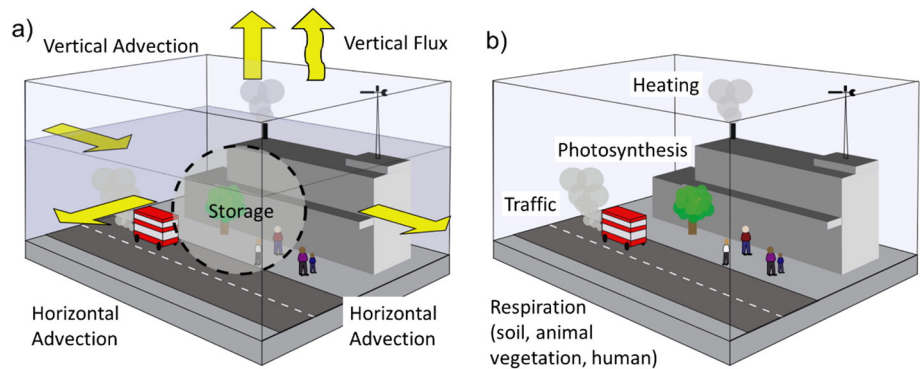 a)
Vertical Advection
Vertical Flux
Storage
Horizontal
Advection
Horizontal
Advection
b)
Heating
Photosynthesis
Traffic
Respiration
(soil, animal
vegetation, human)